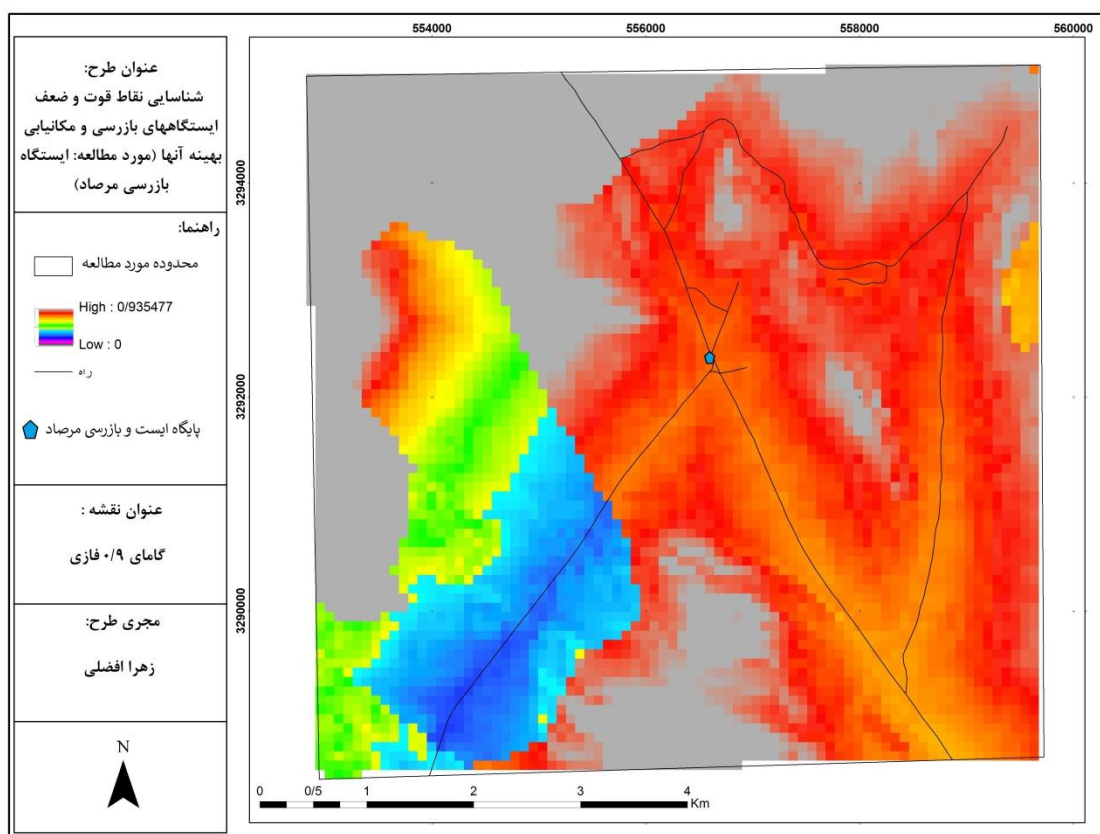 عنوان طرح:
شناسایی نقاط قوت و ضعف
ایستگاههای بازرسی و مکانیابی
بهینه آنها (مورد مطالعه: ایستگاه
بازرسی مرصاد)
راهنما:
محدوده مورد مطالعه
High : 0/935477
Low : 0
راه
پایگاه ایست و بازرسی مرصاد
عنوان نقشه :
گامای ۰/۹ فازی
مجری طرح:
زهرا افضلی
N
554000 556000 558000 560000
3294000
3292000
3290000
0 0/5 1 2 3 4
Km